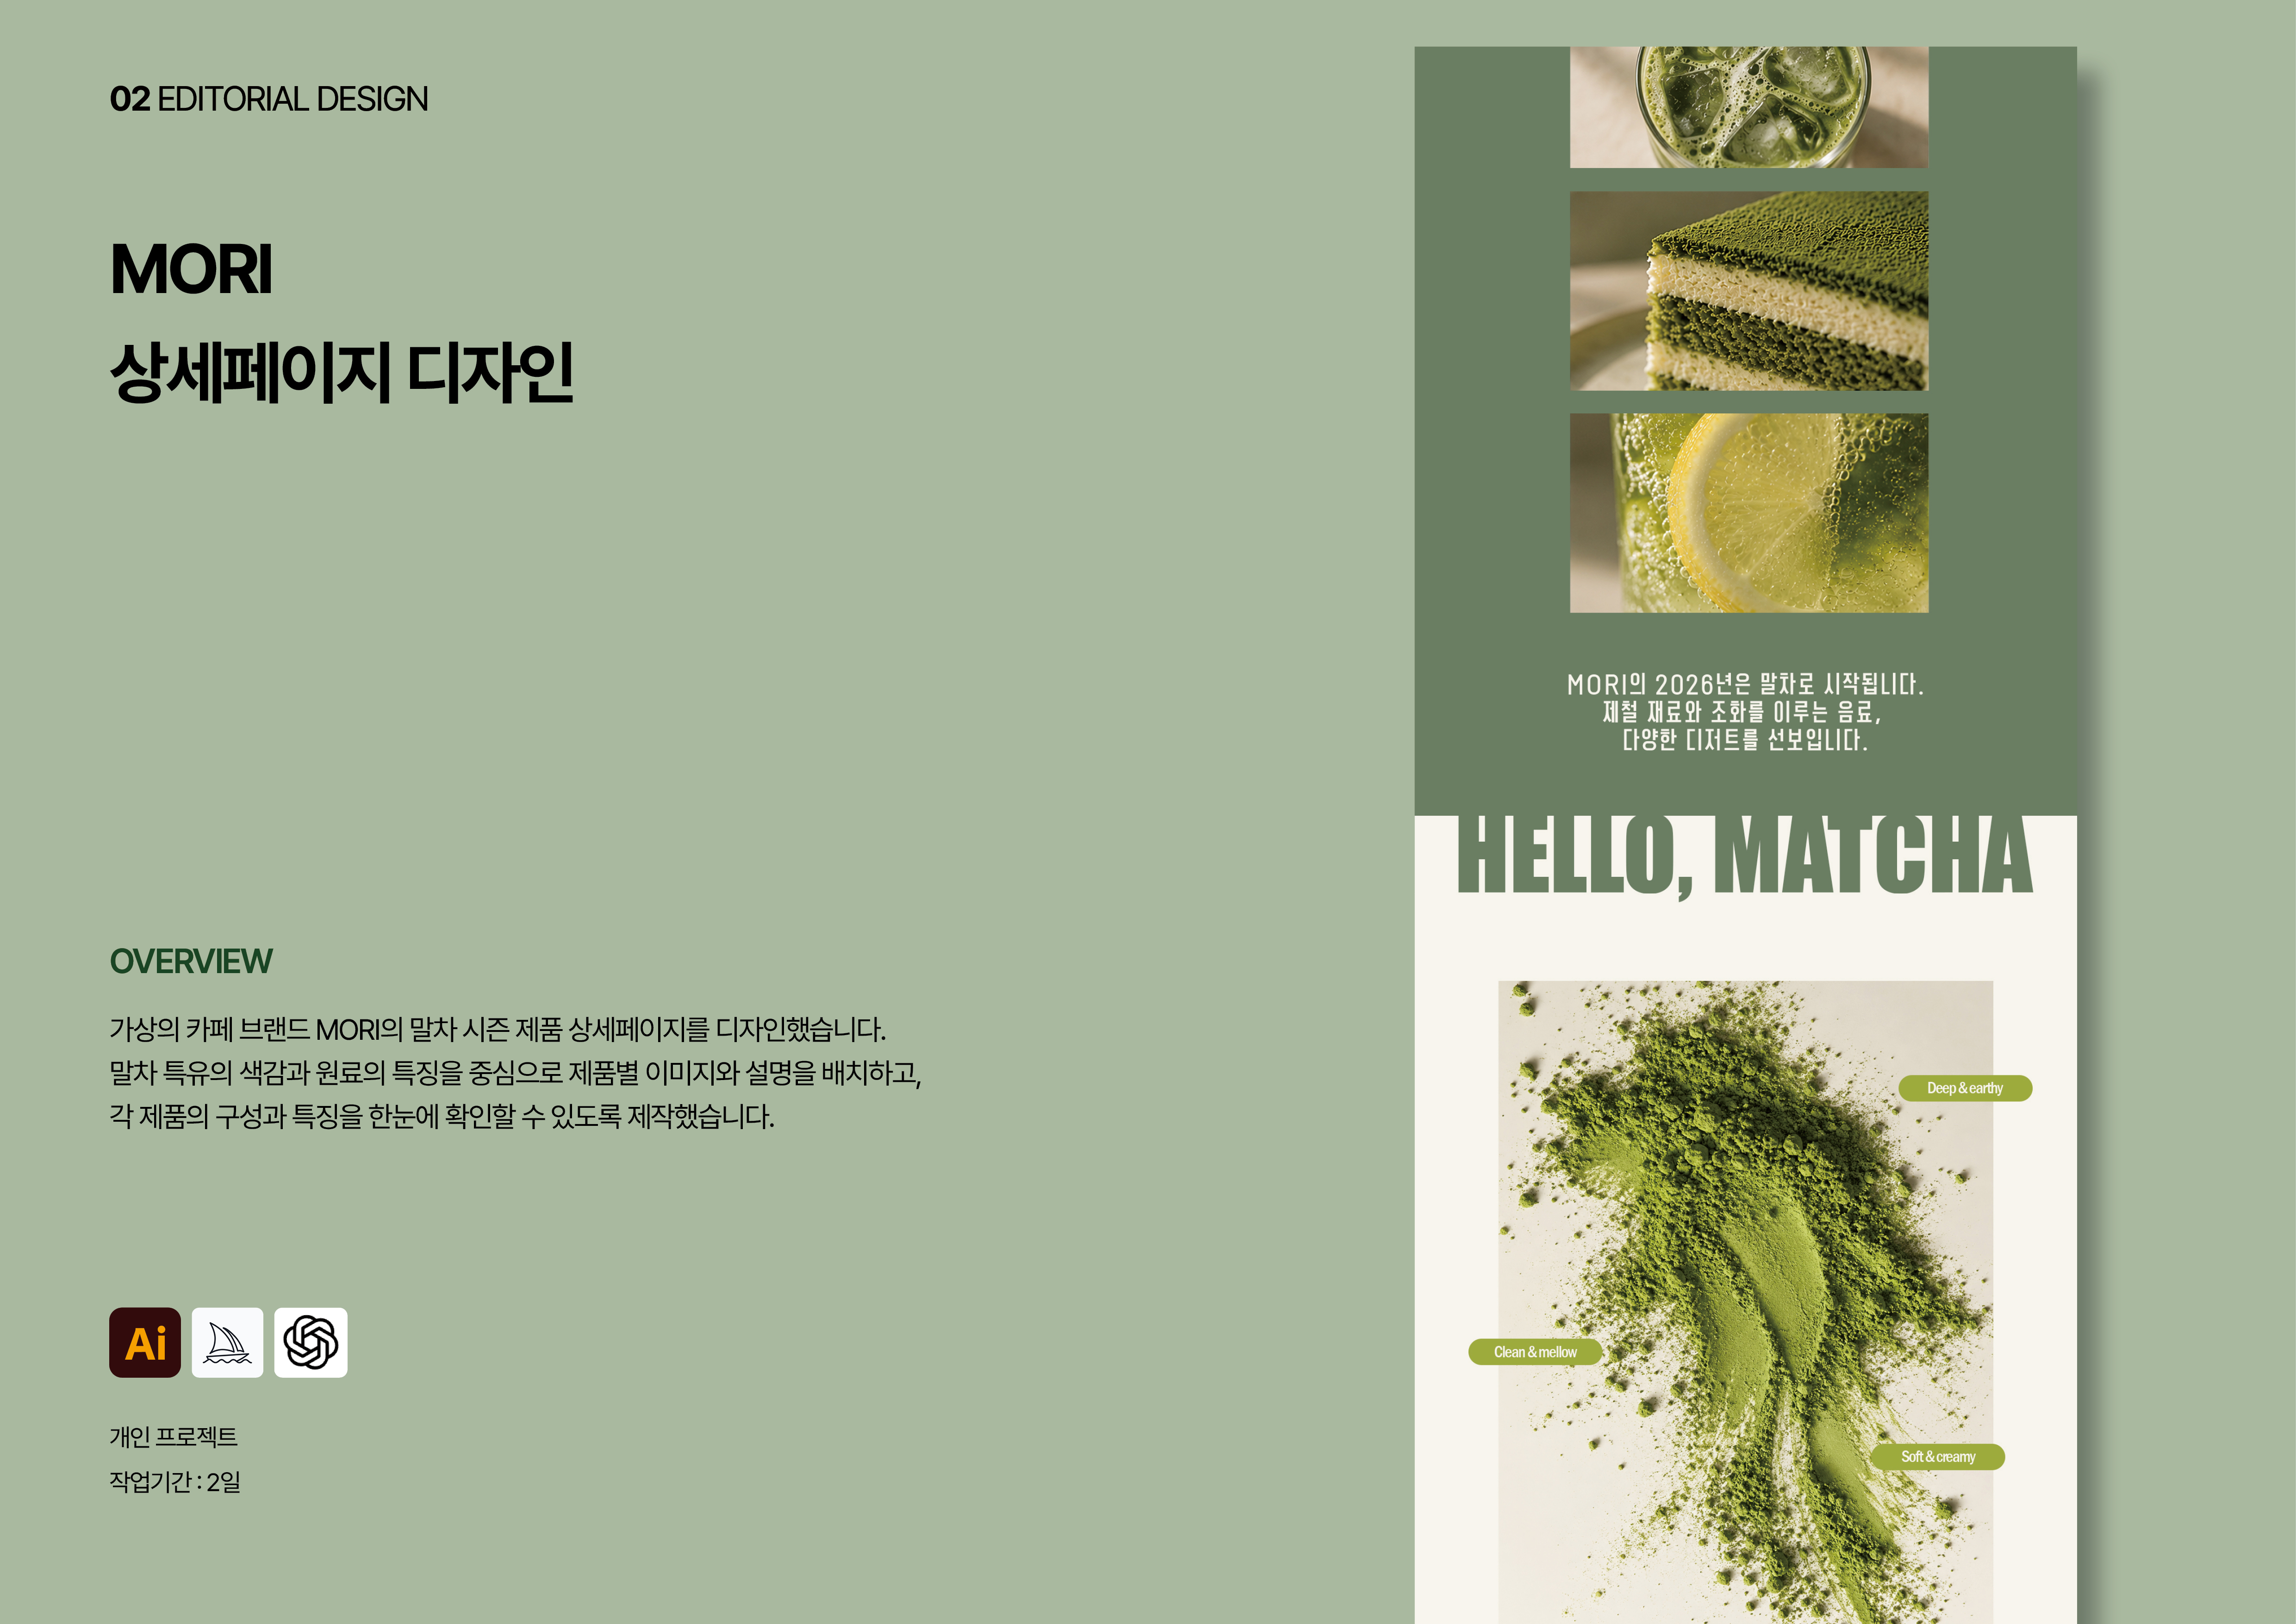 02 EDITORIAL DESIGN
MORI
상세페이지 디자인
OVERVIEW
가상의 카페 브랜드 MORI의 말차 시즌 제품 상세페이지를 디자인했습니다.
말차 특유의 색감과 원료의 특징을 중심으로 제품별 이미지와 설명을 배치하고,
각 제품의 구성과 특징을 한눈에 확인할 수 있도록 제작했습니다.
Ai
개인 프로젝트
작업기간 : 2일
MORI의 2026년은 말차로 시작됩니다.
제철 재료와 조화를 이루는 음료,
다양한 디저트를 선보입니다.
HELLO, MATCHA
Deep & earthy
Clean & mellow
Soft & creamy